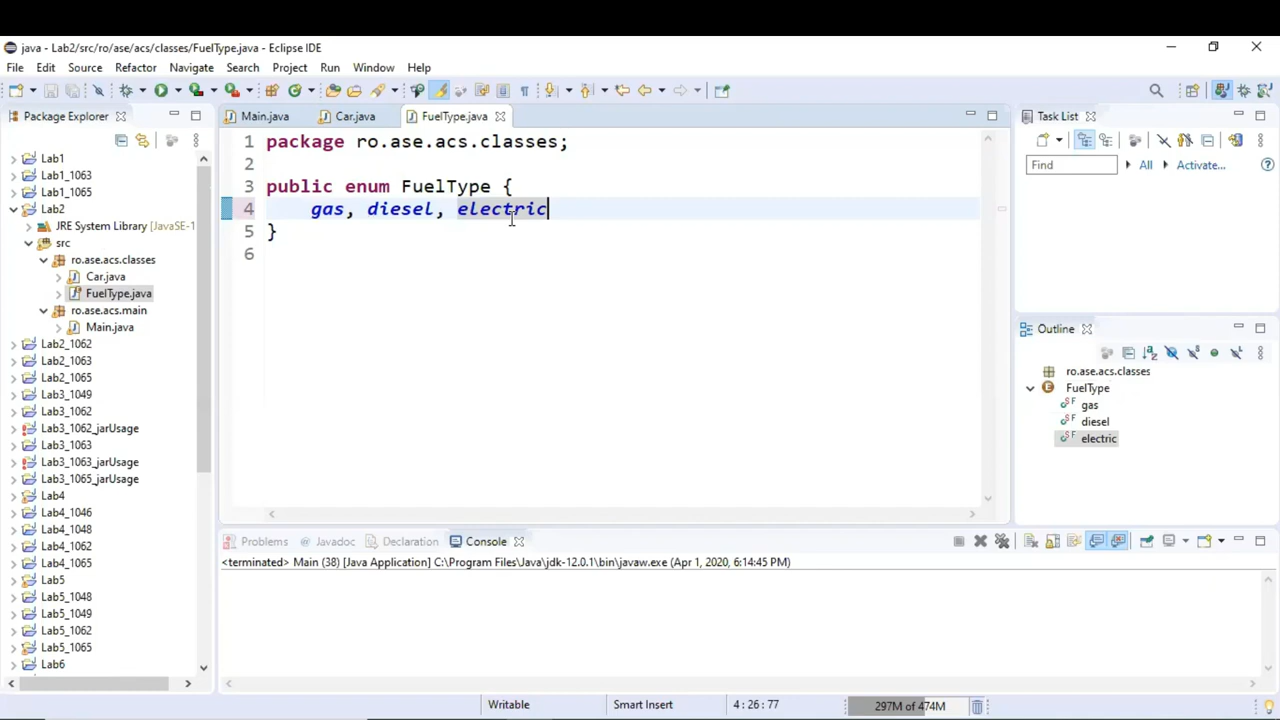 java - Lab2/src/ro/ase/acs/classes/FuelType.java - Eclipse IDE
File Edit Source Refactor Navigate Search Project Run Window Help
Package Explorer
Lab1
Lab1_1063
Lab1_1065
Lab2
JRE System Library [JavaSE-1
src
ro.ase.acs.classes
Car.java
FuelType.java
ro.ase.acs.main
Main.java
Lab2_1062
Lab2_1063
Lab2_1065
Lab3_1049
Lab3_1062
Lab3_1062_jarUsage
Lab3_1063
Lab3_1063_jarUsage
Lab3_1065_jarUsage
Lab4
Lab4_1046
Lab4_1048
Lab4_1062
Lab4_1065
Lab5
Lab5_1048
Lab5_1049
Lab5_1062
Lab5_1065
Lab6
Main.java Car.java FuelType.java
1 package ro.ase.acs.classes;
2
3 public enum FuelType {
4 gas, diesel, electric
5 }
6
Task List
Find All Activate...
Outline
ro.ase.acs.classes
FuelType
gas
diesel
electric
Problems Javadoc Declaration Console
<terminated> Main (38) [Java Application] C:\Program Files\Java\jdk-12.0.1\bin\javaw.exe (Apr 1, 2020, 6:14:45 PM)
Writable Smart Insert 4 : 26 : 77 297M of 474M